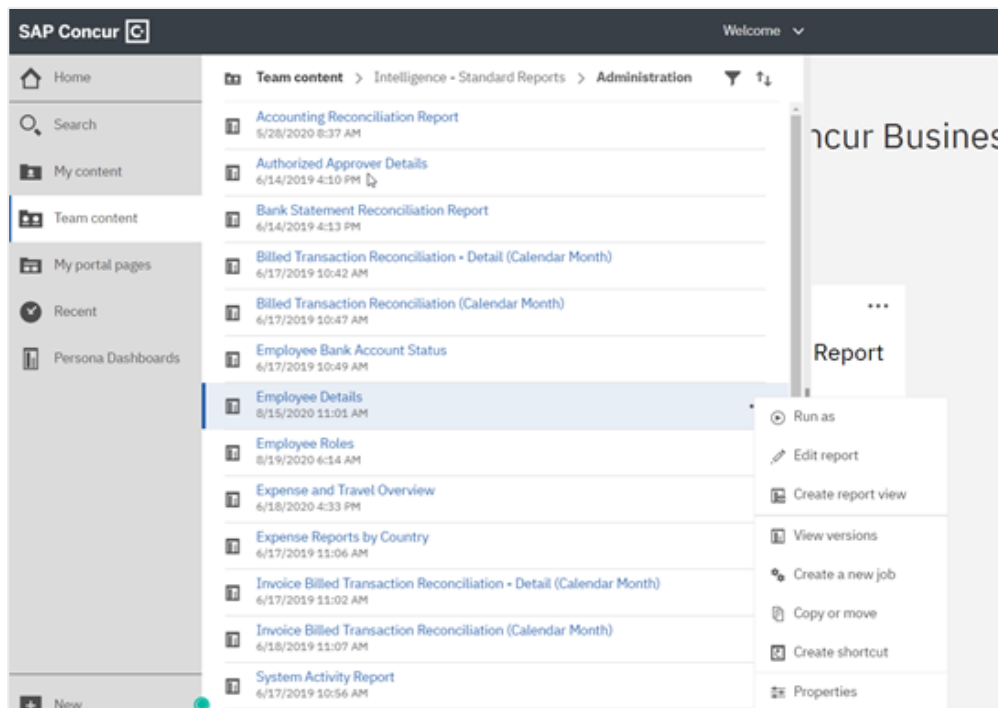 SAP Concur C
Welcome
Home
Search
My content
Team content
My portal pages
Recent
Persona Dashboards
New
Team content > Intelligence - Standard Reports > Administration
Accounting Reconciliation Report
5/28/2020 8:37 AM
Authorized Approver Details
6/14/2019 4:10 PM
Bank Statement Reconciliation Report
6/14/2019 4:13 PM
Billed Transaction Reconciliation - Detail (Calendar Month)
6/17/2019 10:42 AM
Billed Transaction Reconciliation (Calendar Month)
6/17/2019 10:47 AM
Employee Bank Account Status
6/17/2019 10:49 AM
Employee Details
8/15/2020 11:01 AM
Employee Roles
8/19/2020 6:14 AM
Expense and Travel Overview
6/18/2020 4:33 PM
Expense Reports by Country
6/17/2019 11:06 AM
Invoice Billed Transaction Reconciliation - Detail (Calendar Month)
6/17/2019 11:02 AM
Invoice Billed Transaction Reconciliation (Calendar Month)
6/18/2019 11:07 AM
System Activity Report
6/17/2019 10:56 AM
ncur Busines
Report
Run as
Edit report
Create report view
View versions
Create a new job
Copy or move
Create shortcut
Properties